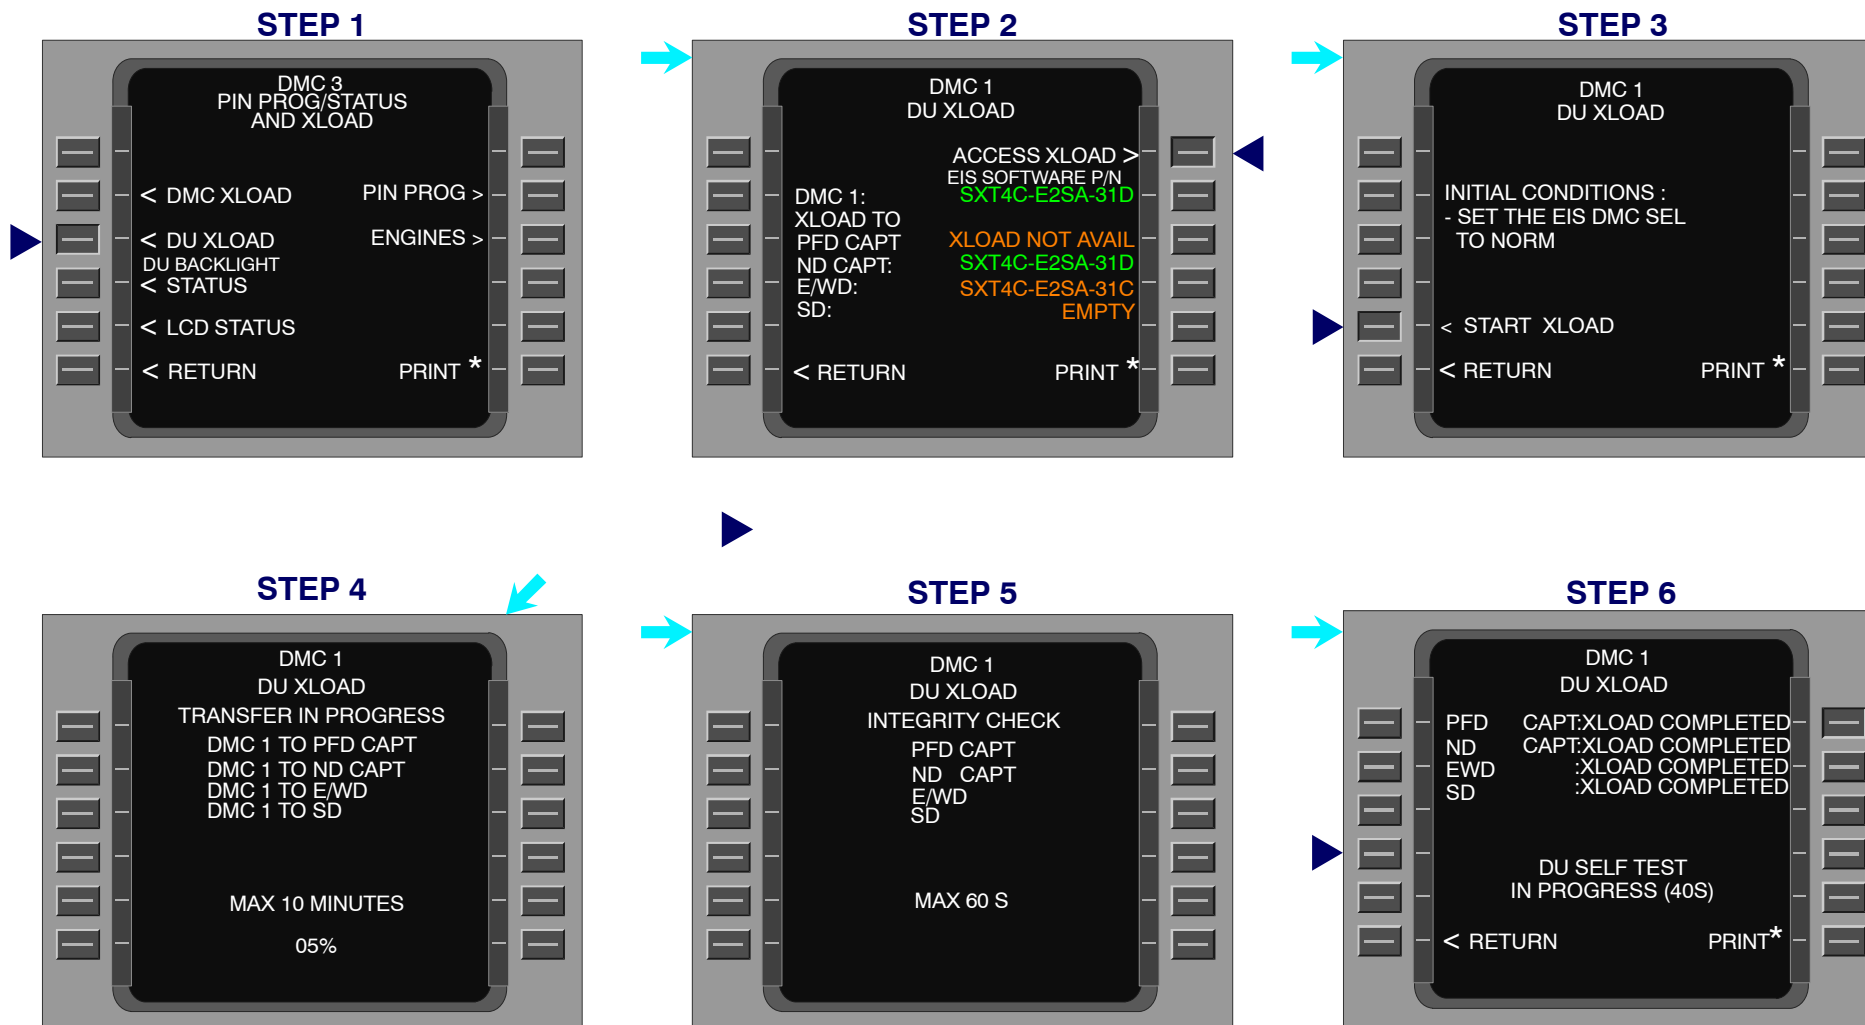 STEP 1
DMC 3
PIN PROG/STATUS
AND XLOAD
< DMC XLOAD PIN PROG >
< DU XLOAD ENGINES >
DU BACKLIGHT
< STATUS
< LCD STATUS
< RETURN PRINT *
STEP 2
DMC 1
DU XLOAD
ACCESS XLOAD >
EIS SOFTWARE P/N
DMC 1: SXT4C-E2SA-31D
XLOAD TO
PFD CAPT XLOAD NOT AVAIL
ND CAPT: SXT4C-E2SA-31D
E/WD: SXT4C-E2SA-31C
SD: EMPTY
< RETURN PRINT *
STEP 3
DMC 1
DU XLOAD
INITIAL CONDITIONS :
- SET THE EIS DMC SEL
TO NORM
< START XLOAD
< RETURN PRINT *
STEP 4
DMC 1
DU XLOAD
TRANSFER IN PROGRESS
DMC 1 TO PFD CAPT
DMC 1 TO ND CAPT
DMC 1 TO E/WD
DMC 1 TO SD
MAX 10 MINUTES
05%
STEP 5
DMC 1
DU XLOAD
INTEGRITY CHECK
PFD CAPT
ND CAPT
E/WD
SD
MAX 60 S
STEP 6
DMC 1
DU XLOAD
PFD CAPT:XLOAD COMPLETED
ND CAPT:XLOAD COMPLETED
EWD :XLOAD COMPLETED
SD :XLOAD COMPLETED
DU SELF TEST
IN PROGRESS (40S)
< RETURN PRINT*